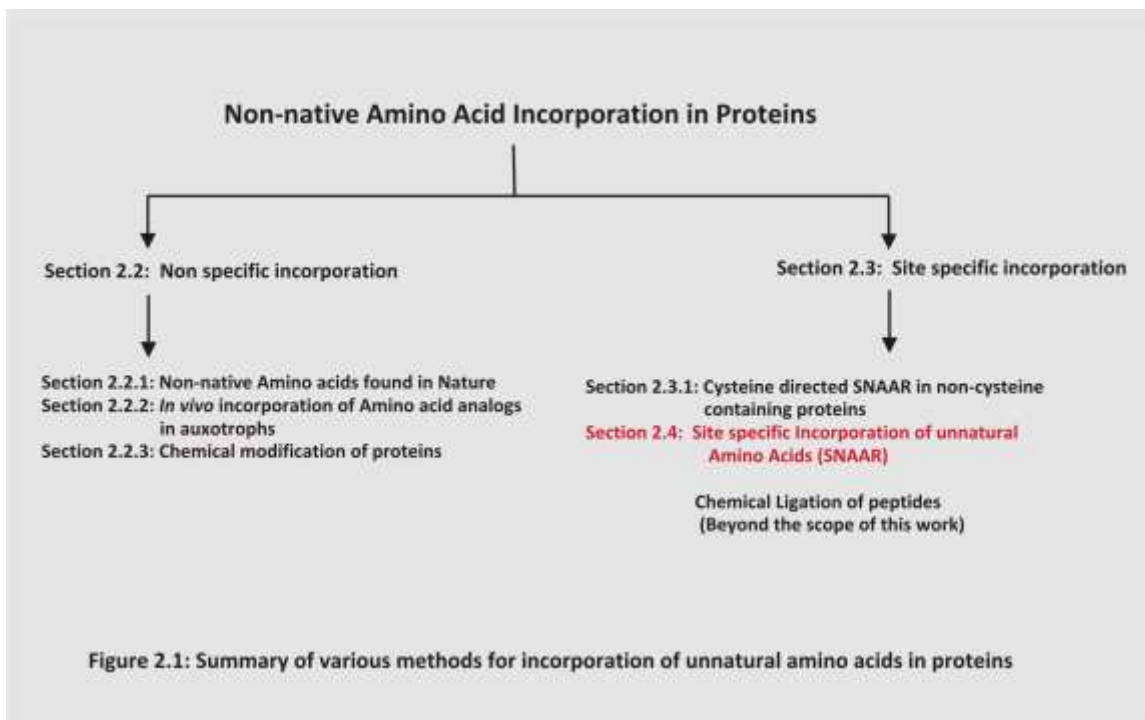 Non-native Amino Acid Incorporation in Proteins
Section 2.2:  Non specific incorporation
Section 2.3:  Site specific incorporation
Section 2.2.1: Non-native Amino acids found in Nature
Section 2.2.2: In vivo incorporation of Amino acid analogs
in auxotrophs
Section 2.2.3: Chemical modification of proteins
Section 2.3.1: Cysteine directed SNAAR in non-cysteine
containing proteins
Section 2.4:  Site specific Incorporation of unnatural
Amino Acids (SNAAR)
Chemical Ligation of peptides
(Beyond the scope of this work)
Figure 2.1: Summary of various methods for incorporation of unnatural amino acids in proteins